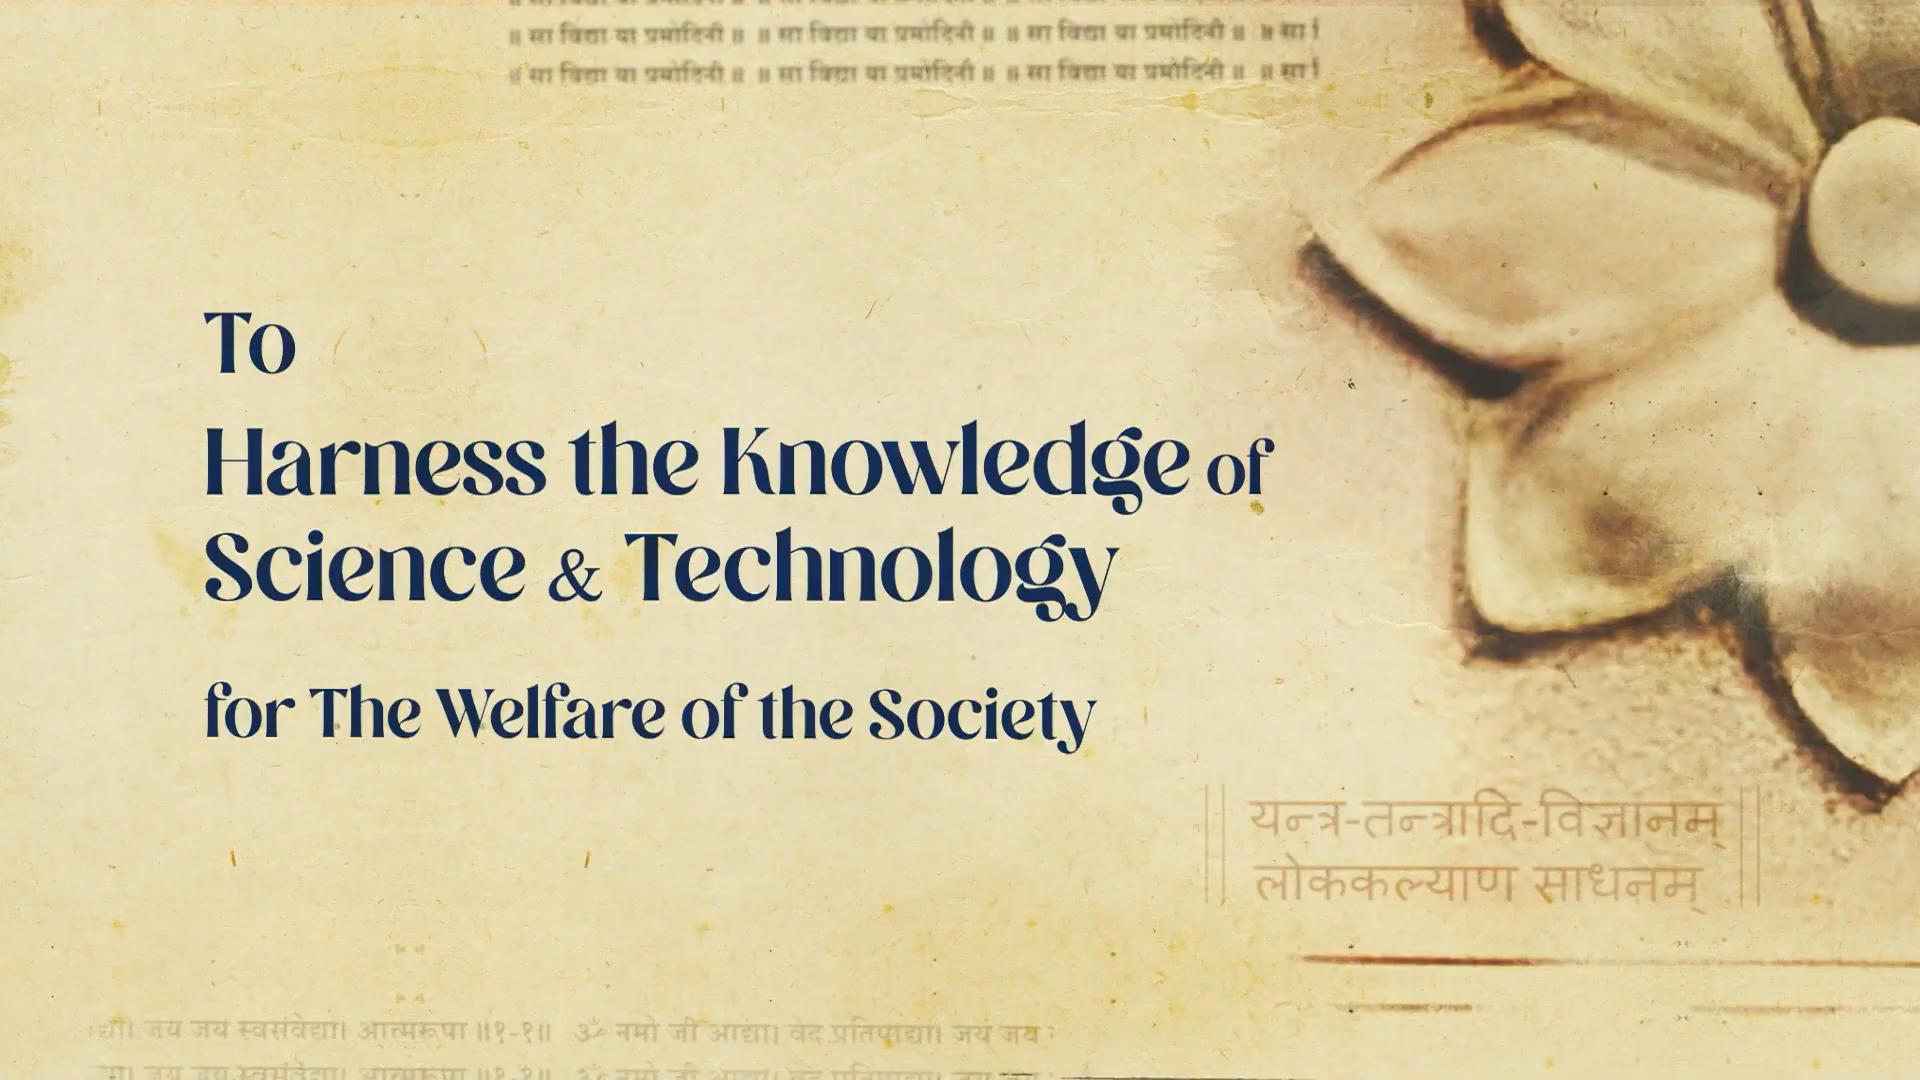 ॥ सा विद्या या प्रमोदिनी ॥ ॥ सा विद्या या प्रमोदिनी ॥ ॥ सा विद्या या प्रमोदिनी ॥ ॥ सा
॥ सा विद्या या प्रमोदिनी ॥ ॥ सा विद्या या प्रमोदिनी ॥ ॥ सा विद्या या प्रमोदिनी ॥ ॥ सा
To
Harness the Knowledge of
Science & Technology
for The Welfare of the Society
यन्त्र-तन्त्रादि-विज्ञानम्
लोककल्याण साधनम्
जय जय स्वसंवेद्या। आत्मरूपा ॥१-१॥ ॐ नमो जी आद्या। वेद प्रतिपाद्या। जय जय